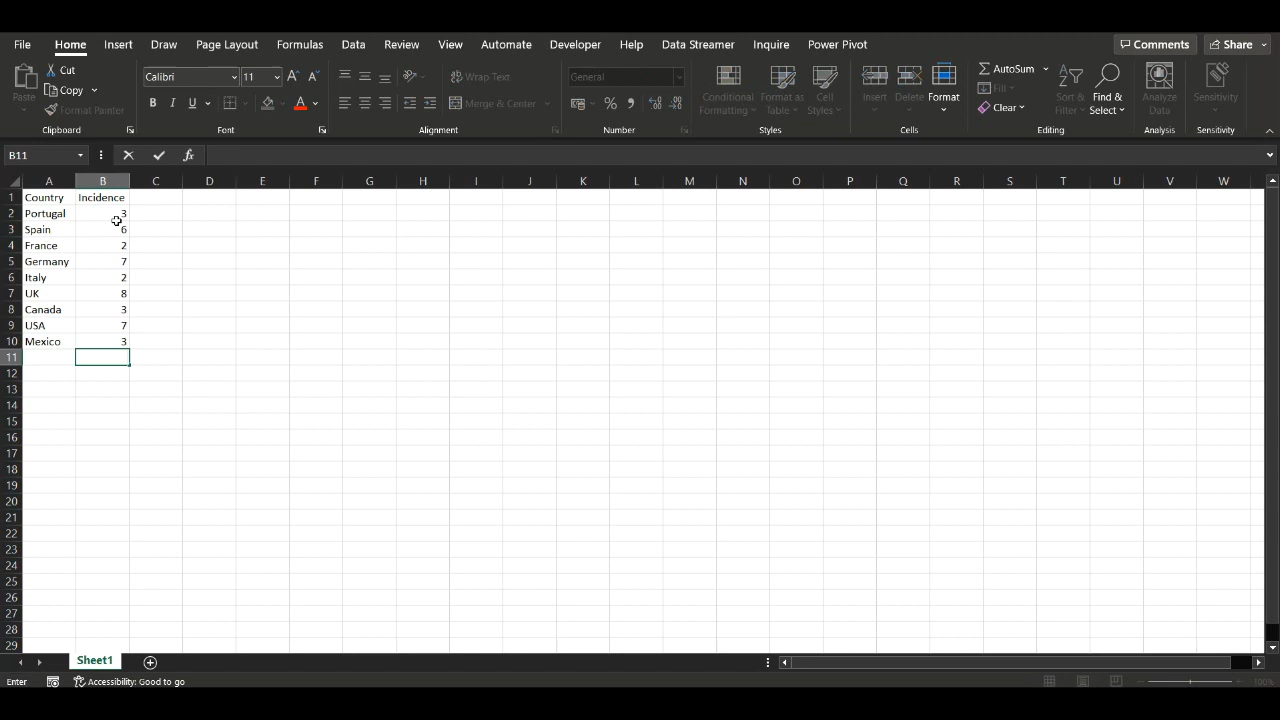 File Home Insert Draw Page Layout Formulas Data Review View Automate Developer Help Data Streamer Inquire Power Pivot Comments Share
Paste Cut Calibri 11 Wrap Text General Conditional Formatting Format as Table Cell Styles Insert Delete Format AutoSum Sort & Filter Find & Select Analyze Data Sensitivity
Copy Fill
Format Painter B I U A Merge & Center % Clear
Clipboard Font Alignment Number Styles Cells Editing Analysis Sensitivity
B11 fx
A B C D E F G H I J K L M N O P Q R S T U V W
1 Country Incidence
2 Portugal 3
3 Spain 6
4 France 2
5 Germany 7
6 Italy 2
7 UK 8
8 Canada 3
9 USA 7
10 Mexico 3
11
12
13
14
15
16
17
18
19
20
21
22
23
24
25
26
27
28
29
Sheet1
Enter Accessibility: Good to go 100%